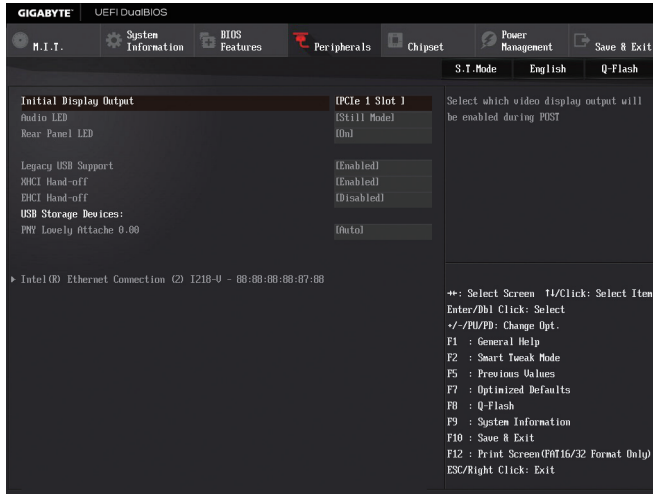 GIGABYTE™ UEFI DualBIOS
M.I.T. System Information BIOS Features Peripherals Chipset Power Management Save & Exit
S.T.Mode English Q-Flash
Initial Display Output [PCIe 1 Slot ]
Audio LED [Still Mode]
Rear Panel LED [On]
Legacy USB Support [Enabled]
XHCI Hand-off [Enabled]
EHCI Hand-off [Disabled]
USB Storage Devices:
PNY Lovely Attache 0.00 [Auto]
Intel(R) Ethernet Connection (2) I218-V - 88:88:88:88:87:88
Select which video display output will
be enabled during POST
→←: Select Screen ↑↓/Click: Select Item
Enter/Dbl Click: Select
+/-/PU/PD: Change Opt.
F1 : General Help
F2 : Smart Tweak Mode
F5 : Previous Values
F7 : Optimized Defaults
F8 : Q-Flash
F9 : System Information
F10 : Save & Exit
F12 : Print Screen(FAT16/32 Format Only)
ESC/Right Click: Exit